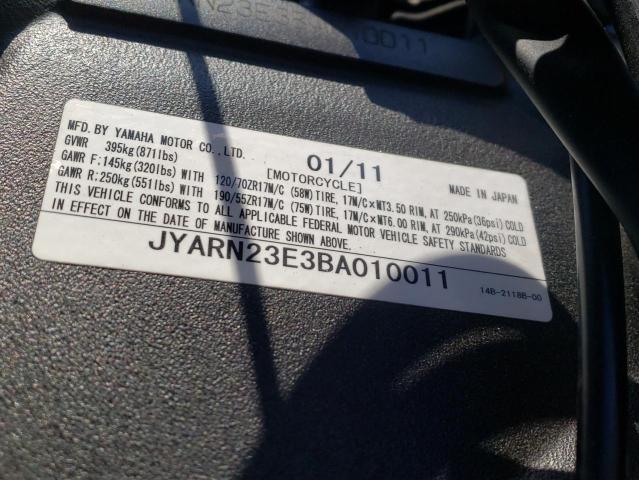 N23E3BA010011
MFD. BY YAMAHA MOTOR CO., LTD. 01/11
GVWR 395kg(871lbs) [MOTORCYCLE] MADE IN JAPAN
GAWR F:145kg(320lbs) WITH 120/70ZR17M/C (58W) TIRE, 17M/C×MT3.50 RIM, AT 250kPa(36psi) COLD
GAWR R:250kg(551lbs) WITH 190/55ZR17M/C (75W) TIRE, 17M/C×MT6.00 RIM, AT 290kPa(42psi) COLD
THIS VEHICLE CONFORMS TO ALL APPLICABLE FEDERAL MOTOR VEHICLE SAFETY STANDARDS
IN EFFECT ON THE DATE OF MANUFACTURE SHOWN ABOVE.
JYARN23E3BA010011
14B-2118B-00